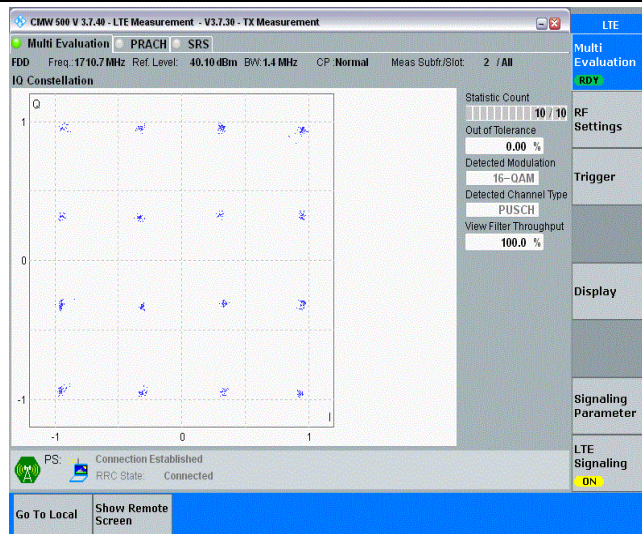 CMW 500 V 3.7.40 - LTE Measurement - V3.7.30 - TX Measurement
LTE
Multi Evaluation PRACH SRS
Multi
Evaluation
RDY
FDD Freq.:1710.7 MHz Ref. Level: 40.10 dBm BW:1.4 MHz CP :Normal Meas Subfr./Slot: 2 / All
IQ Constellation
Q
1
0
-1
I
-1 0 1
Statistic Count
10 / 10
Out of Tolerance
0.00 %
Detected Modulation
16-QAM
Detected Channel Type
PUSCH
View Filter Throughput
100.0 %
RF
Settings
Trigger
Display
Signaling
Parameter
LTE
Signaling
ON
PS: Connection Established
RRC State: Connected
Go To Local
Show Remote
Screen